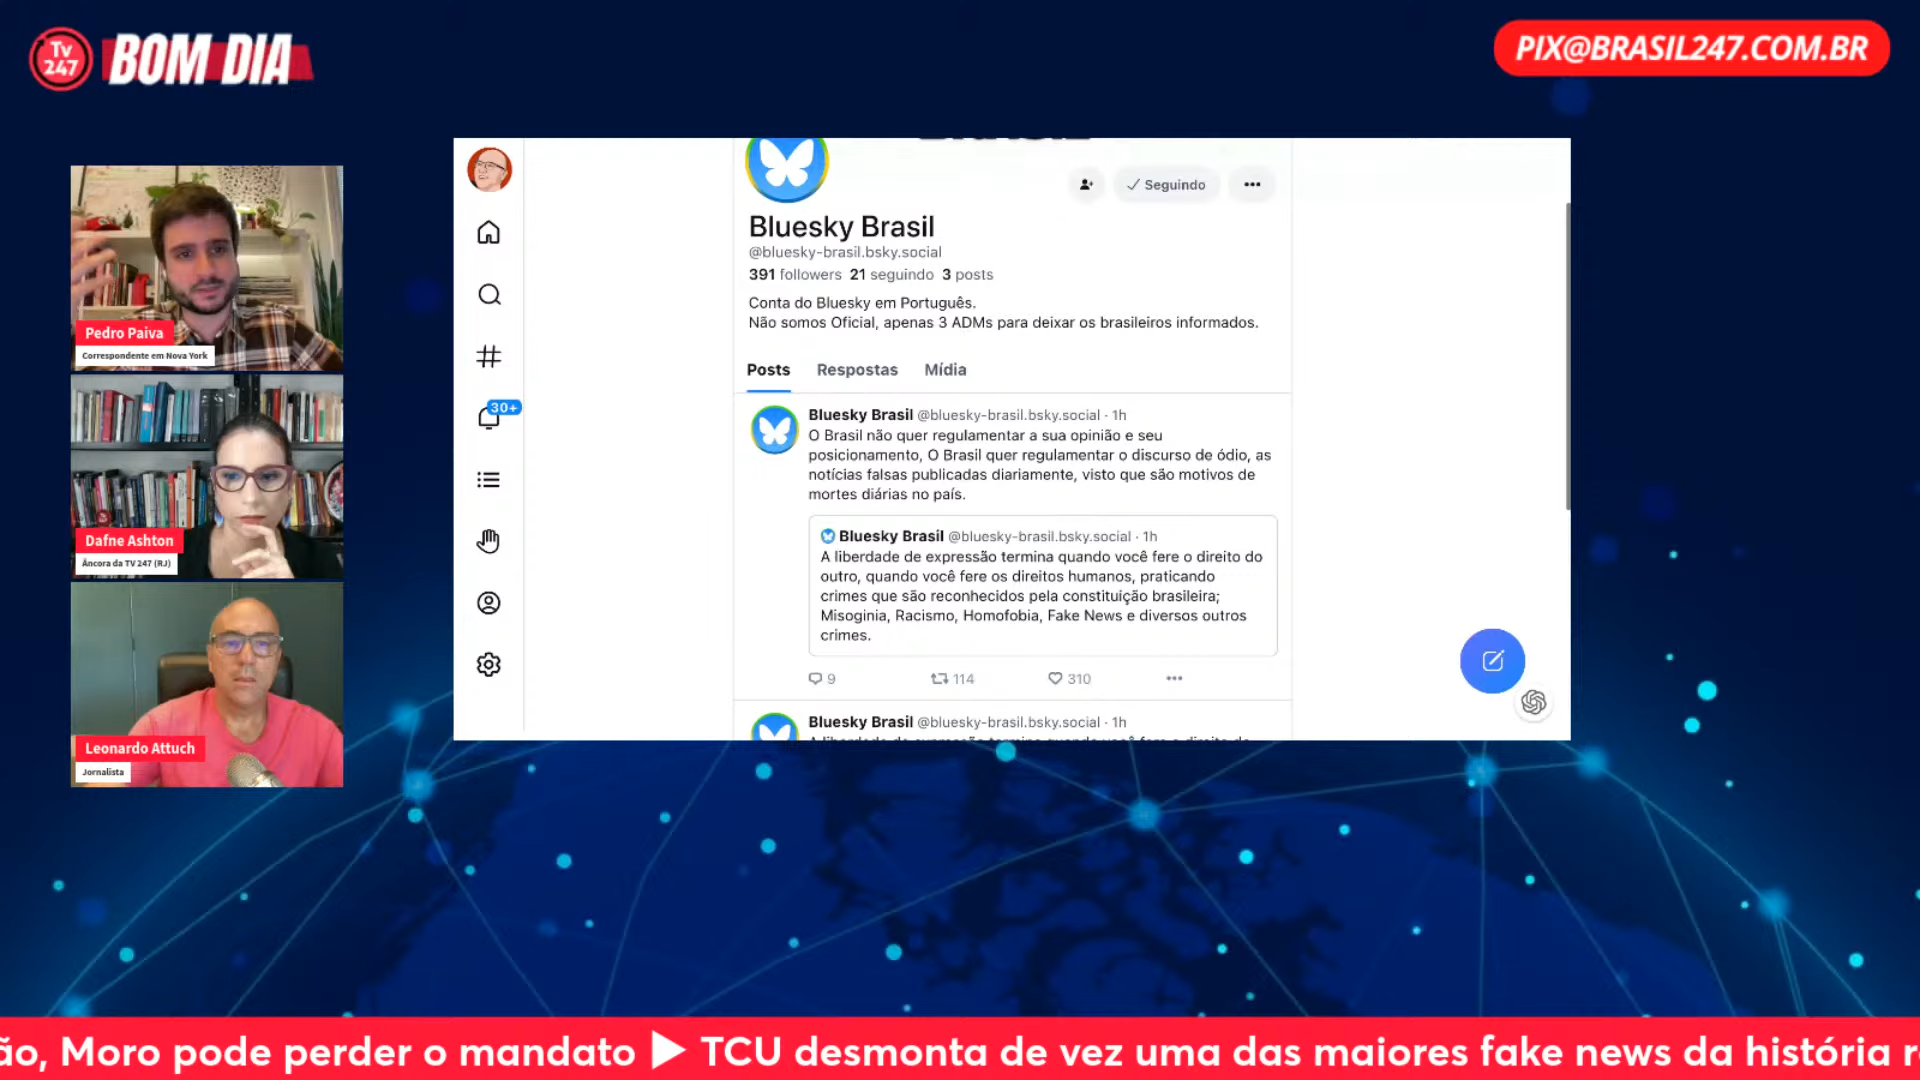 Tv
247
BOM DIA
PIX@BRASIL247.COM.BR
Pedro Paiva
Correspondente em Nova York
Dafne Ashton
Âncora da TV 247 (RJ)
Leonardo Attuch
Jornalista
30+
Seguindo
Bluesky Brasil
@bluesky-brasil.bsky.social
391 followers 21 seguindo 3 posts
Conta do Bluesky em Português.
Não somos Oficial, apenas 3 ADMs para deixar os brasileiros informados.
Posts Respostas Mídia
Bluesky Brasil @bluesky-brasil.bsky.social · 1h
O Brasil não quer regulamentar a sua opinião e seu
posicionamento, O Brasil quer regulamentar o discurso de ódio, as
notícias falsas publicadas diariamente, visto que são motivos de
mortes diárias no país.
Bluesky Brasil @bluesky-brasil.bsky.social · 1h
A liberdade de expressão termina quando você fere o direito do
outro, quando você fere os direitos humanos, praticando
crimes que são reconhecidos pela constituição brasileira;
Misoginia, Racismo, Homofobia, Fake News e diversos outros
crimes.
9 114 310
Bluesky Brasil @bluesky-brasil.bsky.social · 1h
ão, Moro pode perder o mandato ▶ TCU desmonta de vez uma das maiores fake news da história r